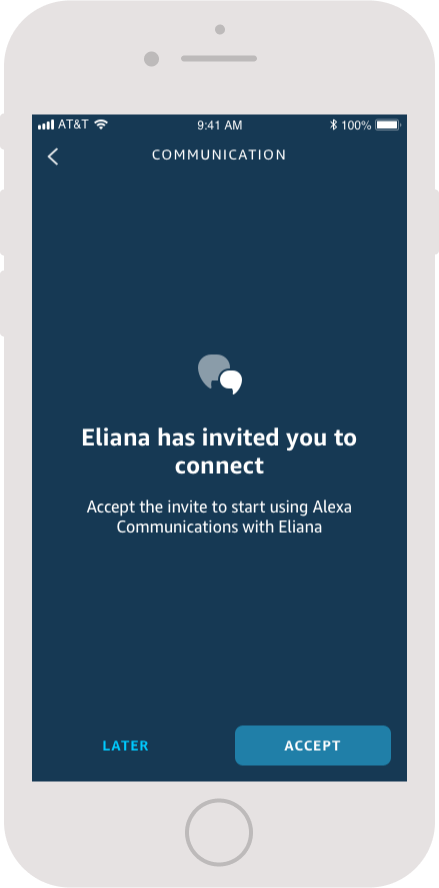 AT&T 9:41 AM 100%
COMMUNICATION
Eliana has invited you to
connect
Accept the invite to start using Alexa
Communications with Eliana
LATER ACCEPT